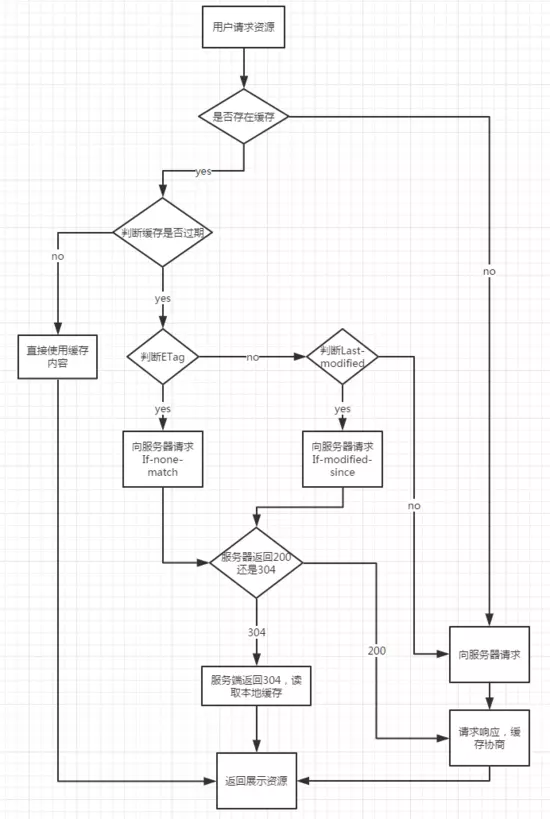 用户请求资源
是否存在缓存
yes
判断缓存是否过期
no
no
yes
直接使用缓存
内容
判断ETag
no
判断Last-
modified
yes
yes
向服务器请求
If-none-
match
向服务器请求
If-modified-
since
no
服务器返回200
还是304
304
200
向服务器请求
服务端返回304，读
取本地缓存
请求响应，缓
存协商
返回展示资源